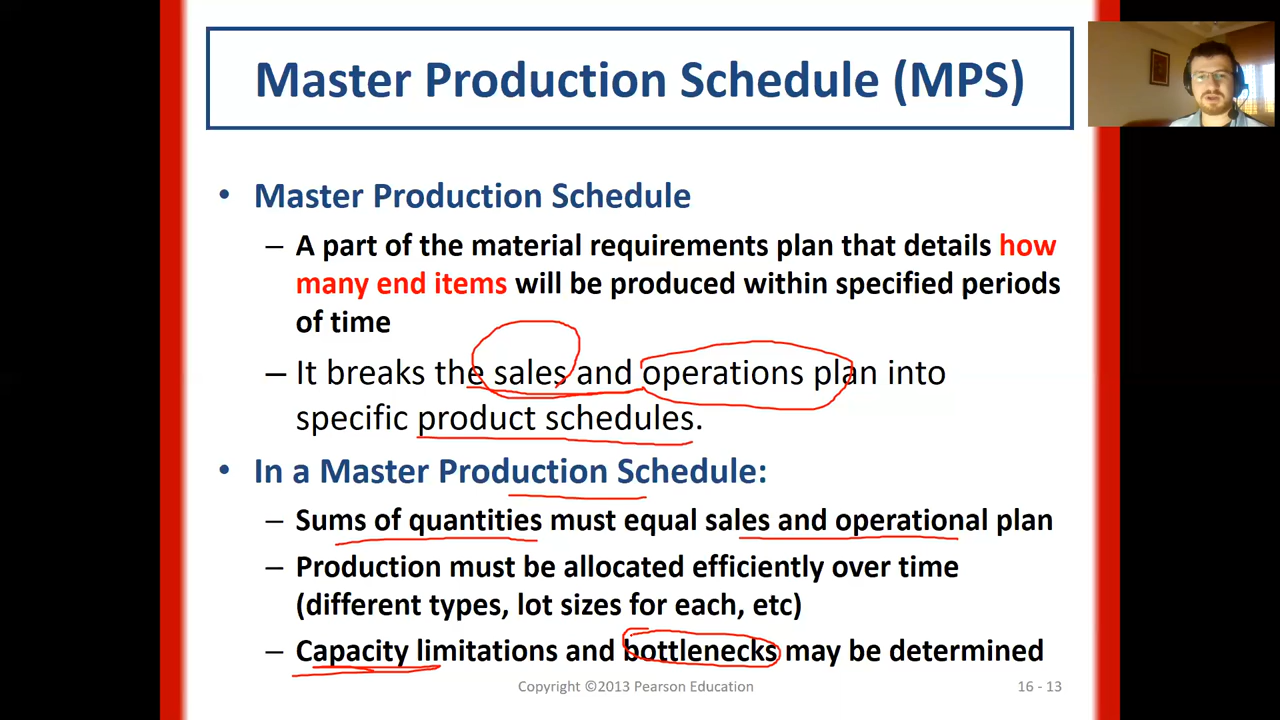 Master Production Schedule (MPS)
• Master Production Schedule
– A part of the material requirements plan that details how
many end items will be produced within specified periods
of time
– It breaks the sales and operations plan into
specific product schedules.
• In a Master Production Schedule:
– Sums of quantities must equal sales and operational plan
– Production must be allocated efficiently over time
(different types, lot sizes for each, etc)
– Capacity limitations and bottlenecks may be determined
Copyright ©2013 Pearson Education
16 - 13